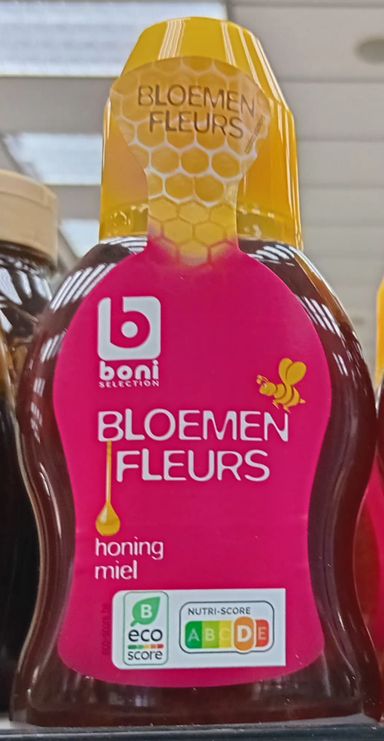 BLOEMEN
FLEURS
b
boni
SELECTION
BLOEMEN
FLEURS
honing
miel
B
eco
score
NUTRI-SCORE
A B C D E